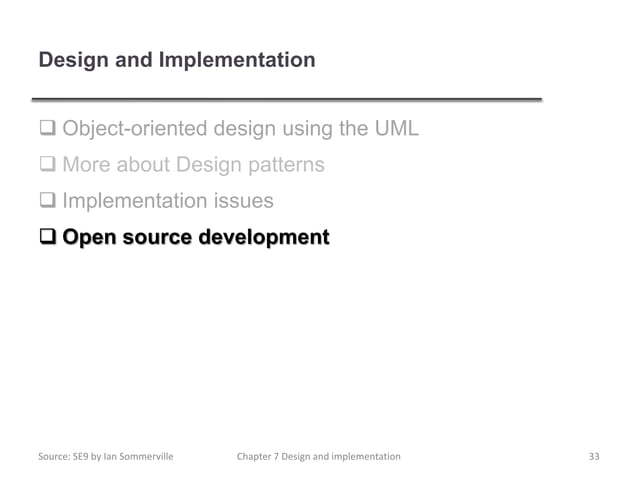 Design and Implementation
❑ Object-oriented design using the UML
❑ More about Design patterns
❑ Implementation issues
❑ Open source development
Source: SE9 by Ian Sommerville Chapter 7 Design and implementation 33